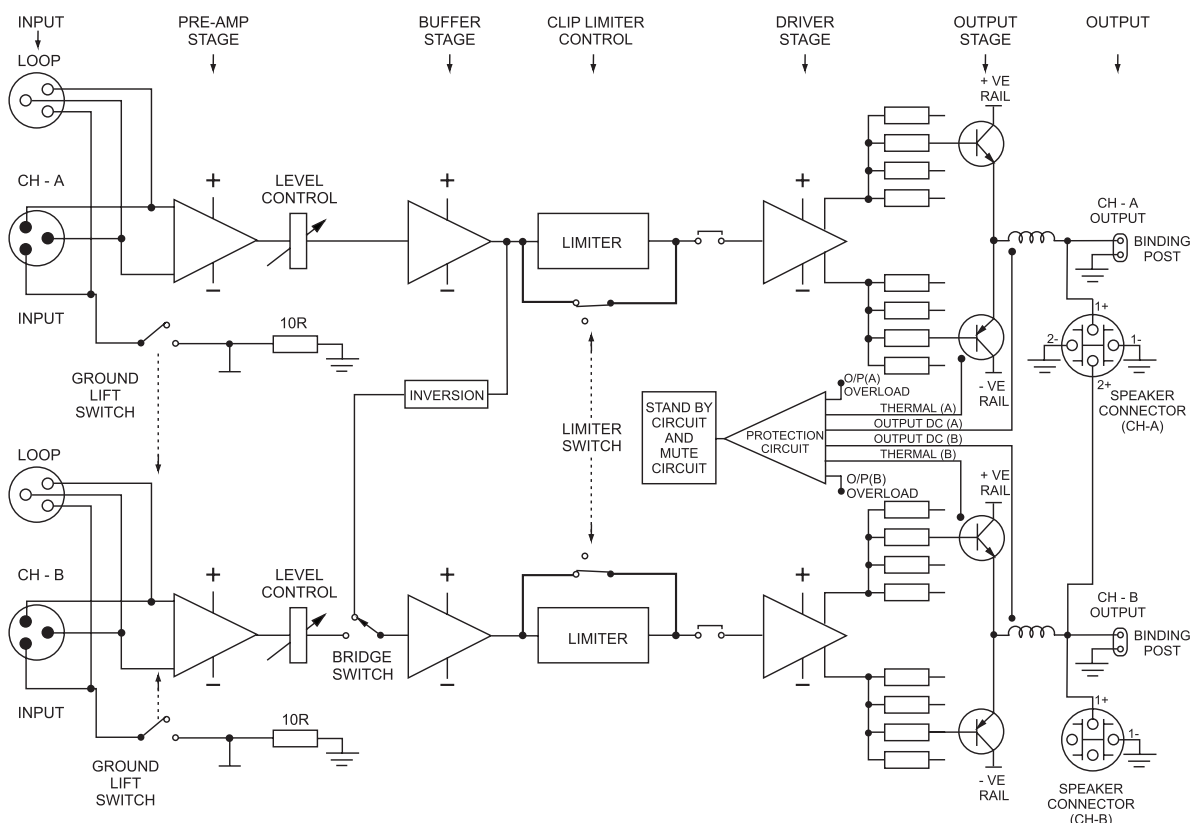 INPUT
PRE-AMP
STAGE
BUFFER
STAGE
CLIP LIMITER
CONTROL
DRIVER
STAGE
OUTPUT
STAGE
OUTPUT
LOOP
+ VE
RAIL
CH - A
LEVEL
CONTROL
+
+
+
LIMITER
CH - A
OUTPUT
BINDING
POST
−
−
−
INPUT
10R
1+
2-
1-
2+
GROUND
LIFT
SWITCH
INVERSION
LIMITER
SWITCH
STAND BY
CIRCUIT
AND
MUTE
CIRCUIT
PROTECTION
CIRCUIT
O/P(A)
OVERLOAD
THERMAL (A)
OUTPUT DC (A)
OUTPUT DC (B)
THERMAL (B)
O/P(B)
OVERLOAD
- VE
RAIL
SPEAKER
CONNECTOR
(CH-A)
LOOP
+ VE
RAIL
CH - B
LEVEL
CONTROL
+
+
+
BRIDGE
SWITCH
LIMITER
CH - B
OUTPUT
BINDING
POST
−
−
−
INPUT
10R
1+
1-
GROUND
LIFT
SWITCH
- VE
RAIL
SPEAKER
CONNECTOR
(CH-B)